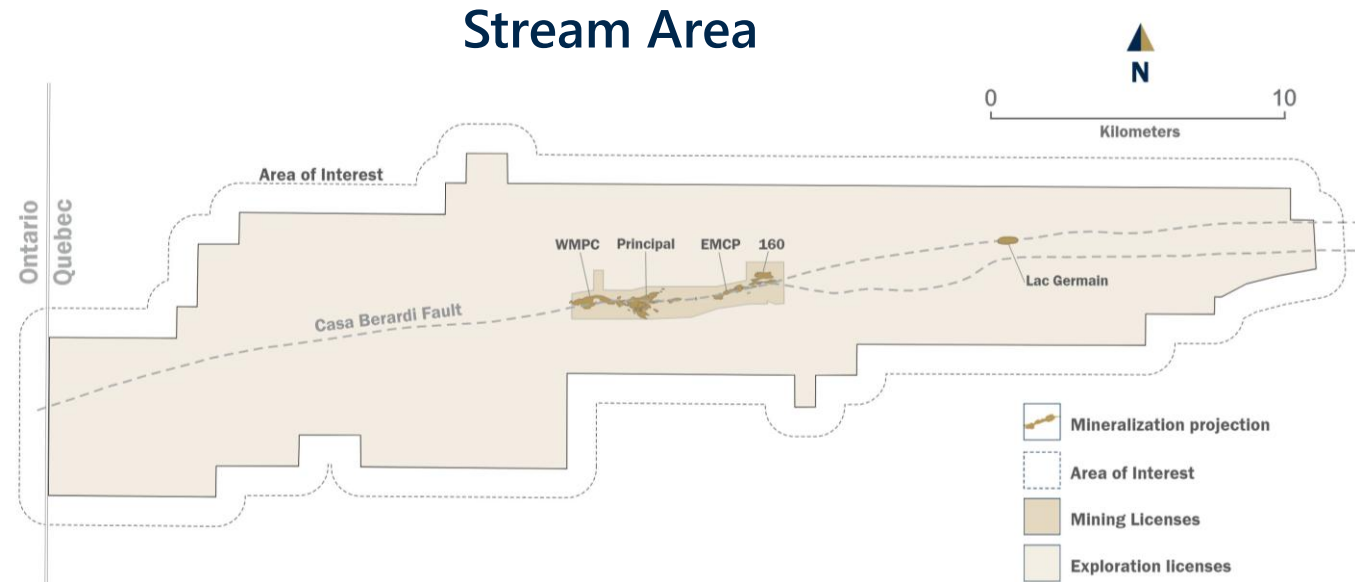 Stream Area
N
0 10
Kilometers
Area of Interest
Ontario
Quebec
WMPC Principal EMCP 160
Lac Germain
Casa Berardi Fault
Mineralization projection
Area of Interest
Mining Licenses
Exploration licenses